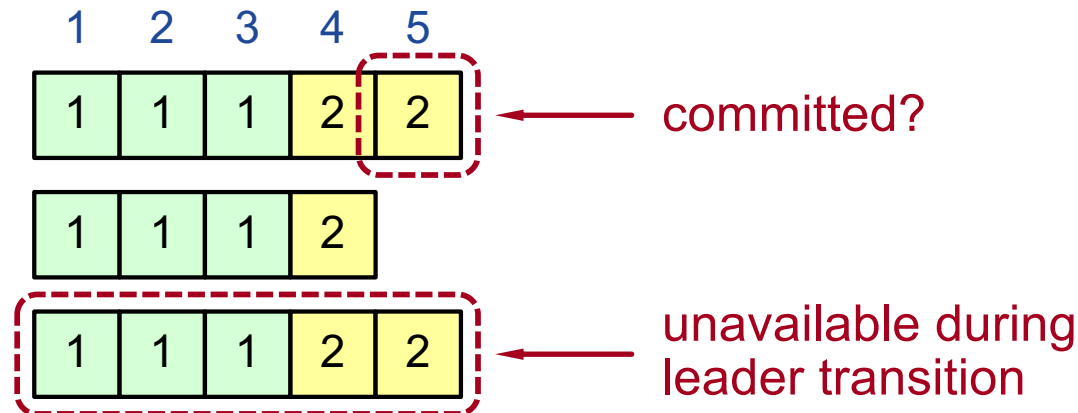 1 2 3 4 5
1 1 1 2 2 committed?
1 1 1 2
1 1 1 2 2 unavailable during
leader transition